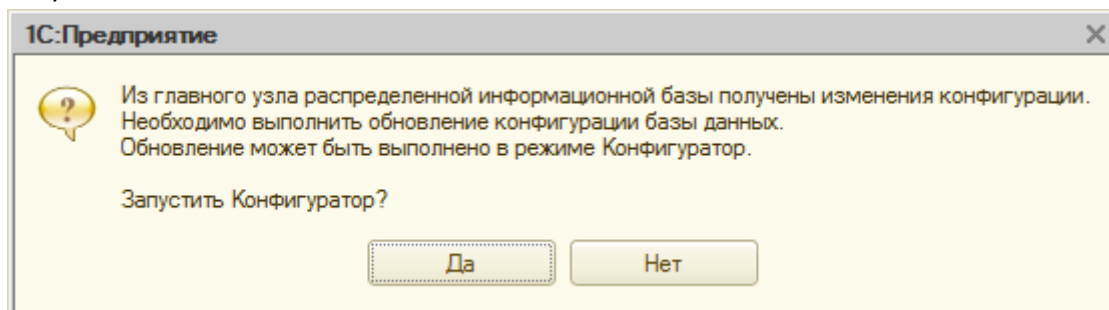 1С:Предприятие
Из главного узла распределенной информационной базы получены изменения конфигурации.
Необходимо выполнить обновление конфигурации базы данных.
Обновление может быть выполнено в режиме Конфигуратор.
Запустить Конфигуратор?
Да
Нет